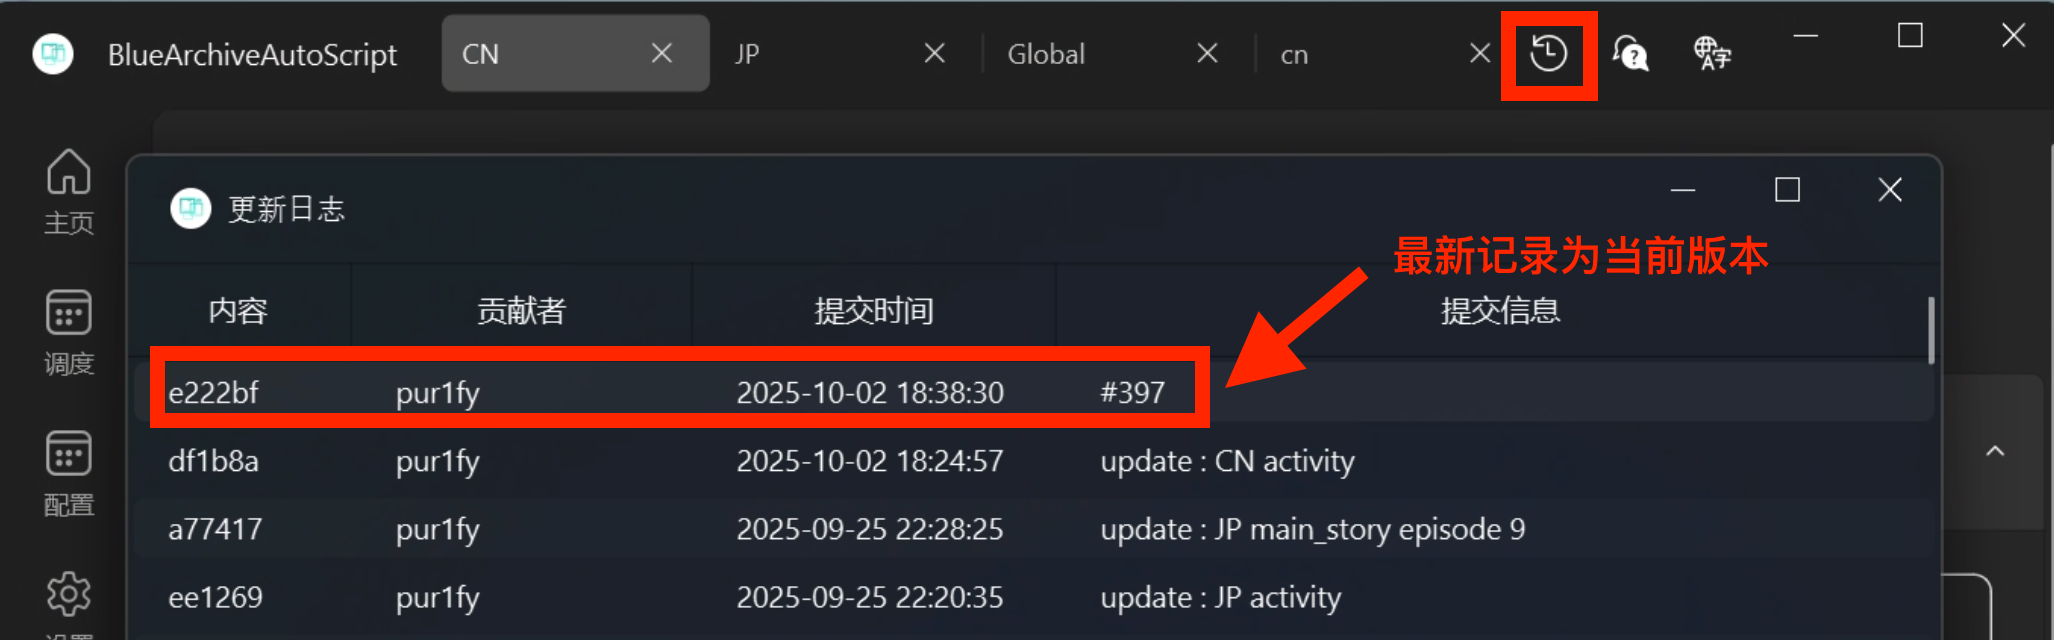 BlueArchiveAutoScript CN JP Global cn
主页
更新日志
最新记录为当前版本
内容 贡献者 提交时间 提交信息
调度
e222bf pur1fy 2025-10-02 18:38:30 #397
df1b8a pur1fy 2025-10-02 18:24:57 update : CN activity
配置
a77417 pur1fy 2025-09-25 22:28:25 update : JP main_story episode 9
ee1269 pur1fy 2025-09-25 22:20:35 update : JP activity